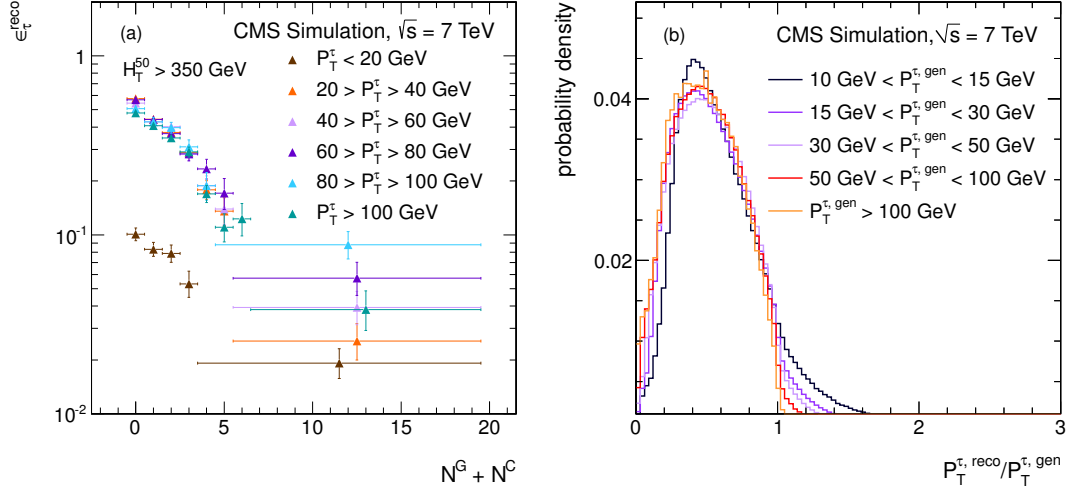 ϵ_τ^reco
(a)
CMS Simulation, √s = 7 TeV
H_T^50 > 350 GeV
P_T^τ < 20 GeV
20 > P_T^τ > 40 GeV
40 > P_T^τ > 60 GeV
60 > P_T^τ > 80 GeV
80 > P_T^τ > 100 GeV
P_T^τ > 100 GeV
1
10^-1
10^-2
0 5 10 15 20
N^G + N^C
probability density
(b)
CMS Simulation, √s = 7 TeV
10 GeV < P_T^τ, gen < 15 GeV
15 GeV < P_T^τ, gen < 30 GeV
30 GeV < P_T^τ, gen < 50 GeV
50 GeV < P_T^τ, gen < 100 GeV
P_T^τ, gen > 100 GeV
0.04
0.02
0 1 2 3
P_T^τ, reco/P_T^τ, gen